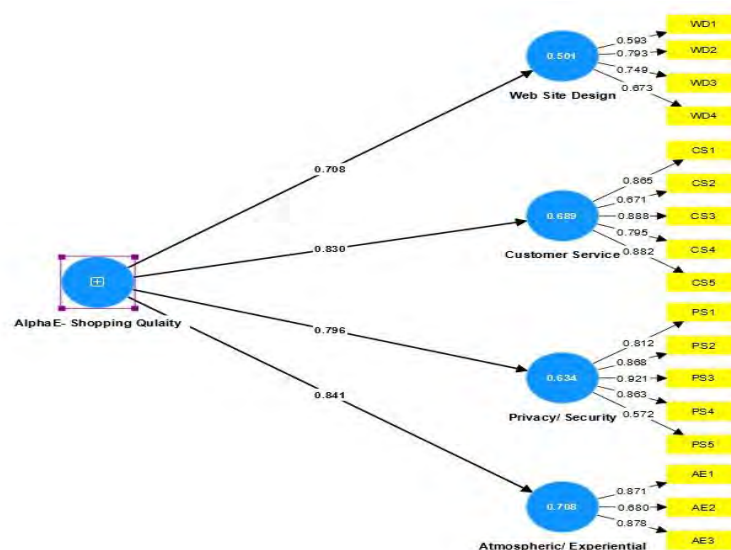 WD1
0.593
WD2
0.793
0.501
0.749
WD3
0.673
Web Site Design
WD4
CS1
0.708
0.865
CS2
0.671
0.689
0.888
CS3
0.830
0.795
CS4
Customer Service
0.882
CS5
AlphaE- Shopping Qulaity
PS1
0.796
0.812
PS2
0.868
0.634
0.921
PS3
0.841
0.863
PS4
Privacy/ Security
0.572
PS5
AE1
0.871
0.708
0.680
AE2
0.878
AE3
Atmospheric/ Experiential